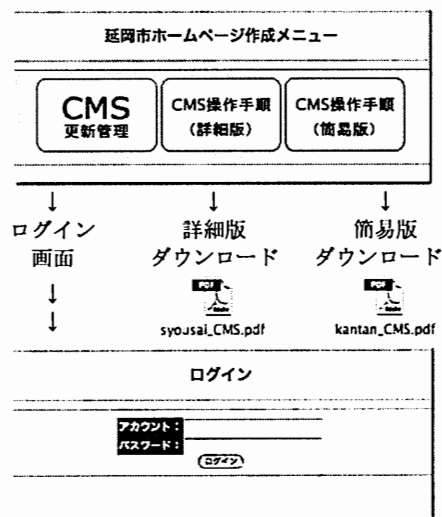 延岡市ホームページ作成メニュー
CMS
更新管理
CMS操作手順
(詳細版)
CMS操作手順
(簡易版)
↓ ↓ ↓
ログイン
画面
詳細版
ダウンロード
簡易版
ダウンロード
↓
↓
PDF
syousai_CMS.pdf
PDF
kantan_CMS.pdf
ログイン
アカウント:
パスワード:
ログイン